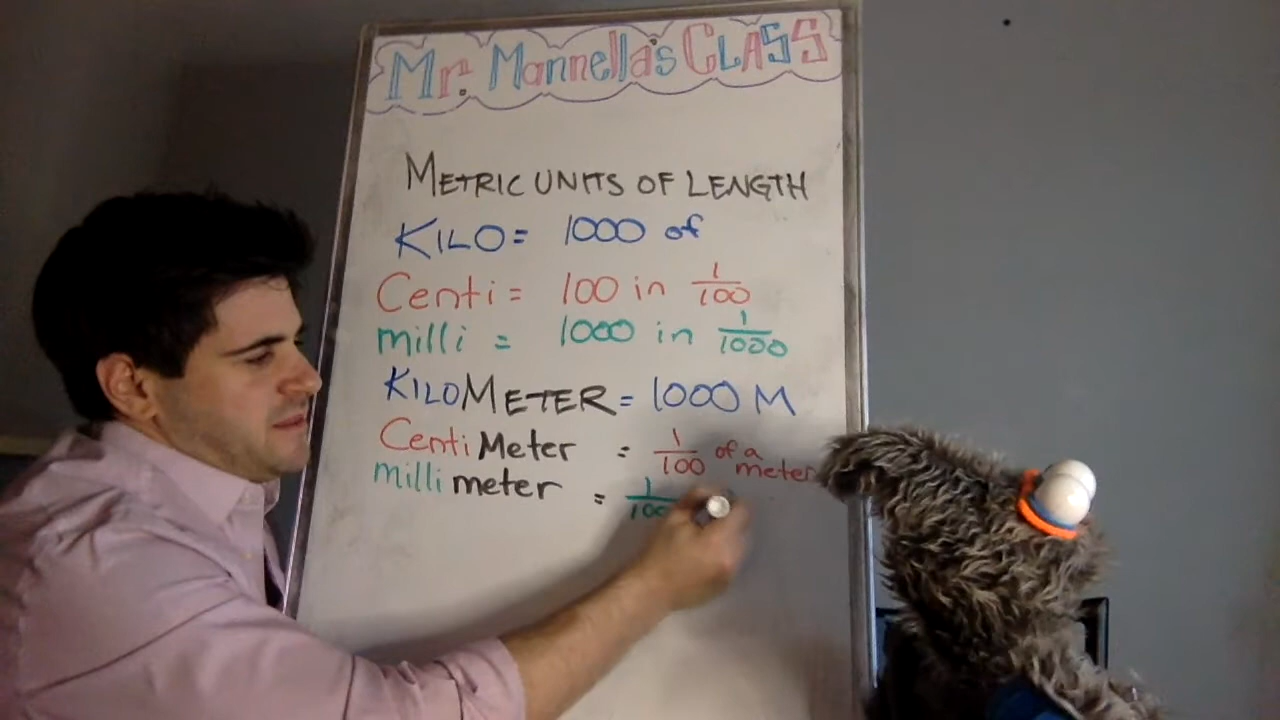 Mr. Mannella's CLASS
METRIC UNITS OF LENGTH
KILO = 1000 of
Centi = 100 in 1/100
milli = 1000 in 1/1000
KILOMETER = 1000 M
CentiMeter = 1/100 of a meter
millimeter = 1/100